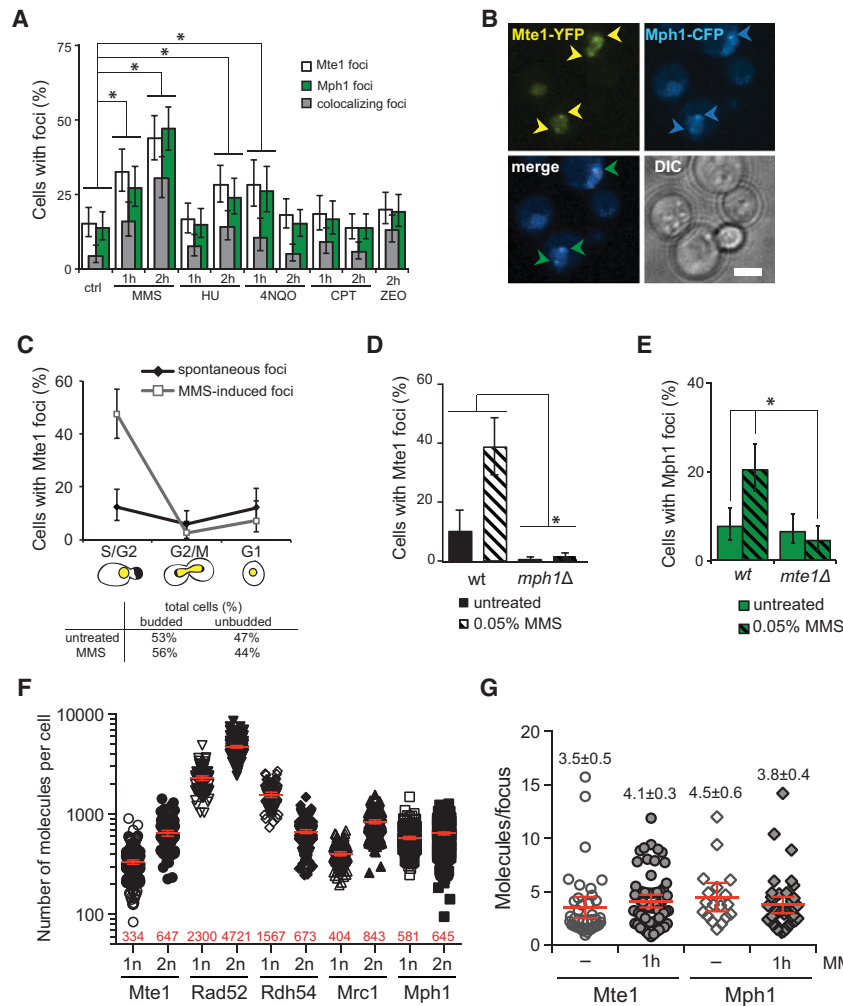 A
Cells with foci (%)
75
50
25
0
*
*
*
*
Mte1 foci
Mph1 foci
colocalizing foci
ctrl
1h 2h 1h 2h 1h 2h 1h 2h 2h
MMS HU 4NQO CPT ZEO
B
Mte1-YFP
Mph1-CFP
merge
DIC
C
Cells with Mte1 foci (%)
60
40
20
0
spontaneous foci
MMS-induced foci
S/G2 G2/M G1
total cells (%)
budded unbudded
untreated 53% 47%
MMS 56% 44%
D
Cells with Mte1 foci (%)
60
40
20
0
*
wt mph1Δ
untreated
0.05% MMS
E
Cells with Mph1 foci (%)
40
20
0
*
wt mte1Δ
untreated
0.05% MMS
F
Number of molecules per cell
10000
1000
100
334 647 2300 4721 1567 673 404 843 581 645
1n 2n 1n 2n 1n 2n 1n 2n 1n 2n
Mte1 Rad52 Rdh54 Mrc1 Mph1
G
Molecules/focus
20
15
10
5
0
3.5±0.5
4.1±0.3
4.5±0.6
3.8±0.4
– 1h – 1h MM
Mte1 Mph1